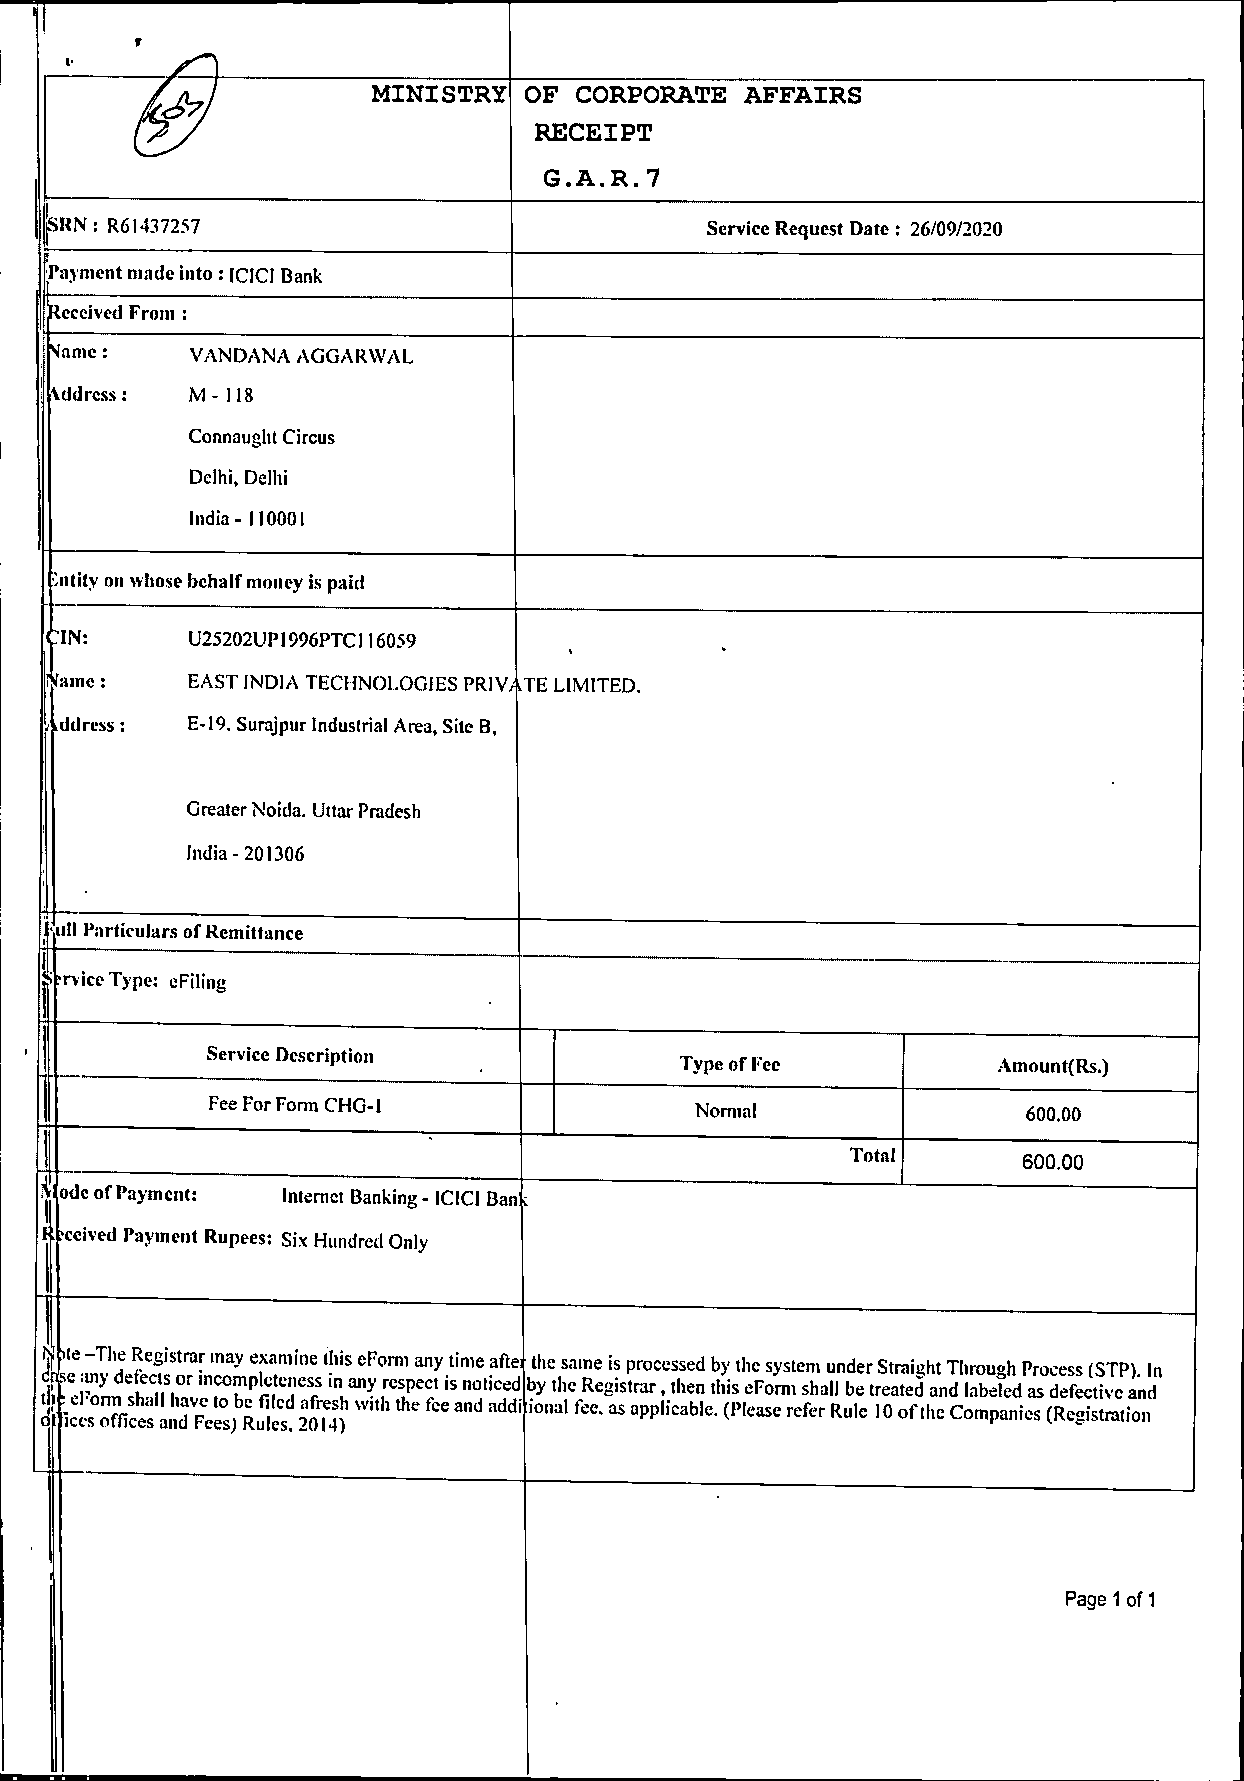 MINISTRY OF CORPORATE AFFAIRS
RECEIPT
G.A.R.7
SRN : R61437257 Service Request Date : 26/09/2020
Payment made into : ICICI Bank
Received From :
Name : VANDANA AGGARWAL
Address : M - 118
Connaught Circus
Delhi, Delhi
India - 110001
Entity on whose behalf money is paid
CIN: U25202UP1996PTC116059
Name : EAST INDIA TECHNOLOGIES PRIVATE LIMITED.
Address : E-19, Surajpur Industrial Area, Site B,
Greater Noida, Uttar Pradesh
India - 201306
Full Particulars of Remittance
Service Type: eFiling
Service Description Type of Fee Amount(Rs.)
Fee For Form CHG-1 Normal 600.00
Total 600.00
Mode of Payment: Internet Banking - ICICI Bank
Received Payment Rupees: Six Hundred Only
Note –The Registrar may examine this eForm any time after the same is processed by the system under Straight Through Process (STP). In
case any defects or incompleteness in any respect is noticed by the Registrar , then this eForm shall be treated and labeled as defective and
the eForm shall have to be filed afresh with the fee and additional fee, as applicable. (Please refer Rule 10 of the Companies (Registration
offices offices and Fees) Rules, 2014)
Page 1 of 1